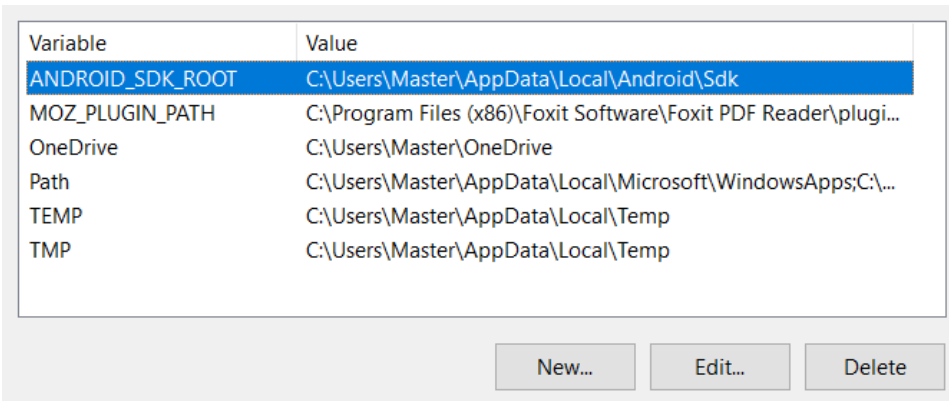 Variable Value
ANDROID_SDK_ROOT C:\Users\Master\AppData\Local\Android\Sdk
MOZ_PLUGIN_PATH C:\Program Files (x86)\Foxit Software\Foxit PDF Reader\plugi...
OneDrive C:\Users\Master\OneDrive
Path C:\Users\Master\AppData\Local\Microsoft\WindowsApps;C:\...
TEMP C:\Users\Master\AppData\Local\Temp
TMP C:\Users\Master\AppData\Local\Temp
New... Edit... Delete